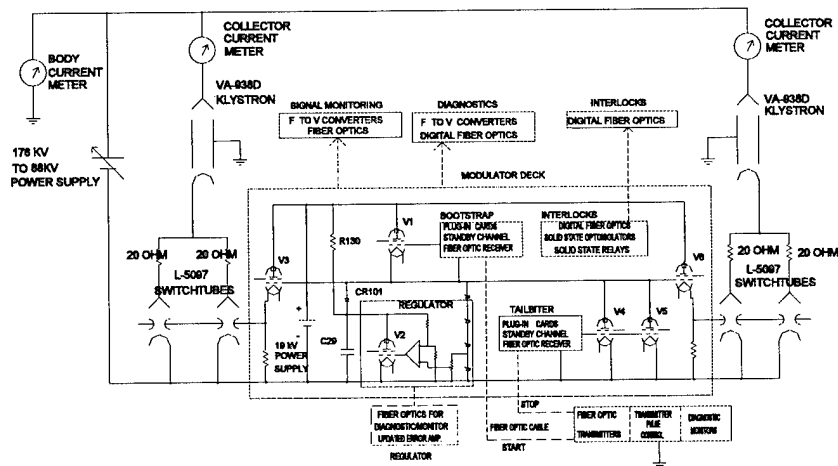 COLLECTOR
CURRENT
METER
COLLECTOR
CURRENT
METER
BODY
CURRENT
METER
VA-938D
KLYSTRON
VA-938D
KLYSTRON
SIGNAL MONITORING
F TO V CONVERTERS
FIBER OPTICS
DIAGNOSTICS
F TO V CONVERTERS
DIGITAL FIBER OPTICS
INTERLOCKS
DIGITAL FIBER OPTICS
176 KV
TO 88KV
POWER SUPPLY
MODULATOR DECK
R130
V1
BOOTSTRAP
PLUG-IN CARDS
STANDBY CHANNEL
FIBER OPTIC RECEIVER
INTERLOCKS
DIGITAL FIBER OPTICS
SOLID STATE OPTOISOLATORS
SOLID STATE RELAYS
20 OHM
20 OHM
L-5097
SWITCHTUBES
V3
V6
20 OHM
20 OHM
L-5097
SWITCHTUBES
CR101
REGULATOR
V2
C29
+
-
19 kV
POWER
SUPPLY
TAILBITER
PLUG-IN CARDS
STANDBY CHANNEL
FIBER OPTIC RECEIVER
V4
V5
FIBER OPTICS FOR
DIAGNOSTIC/MONITOR
UPDATED ERROR AMP.
REGULATOR
STOP
FIBER OPTIC CABLE
START
FIBER OPTIC
TRANSMITTERS
TRANSMITTER
PULSE
CONTROL
DIAGNOSTIC
MONITORS